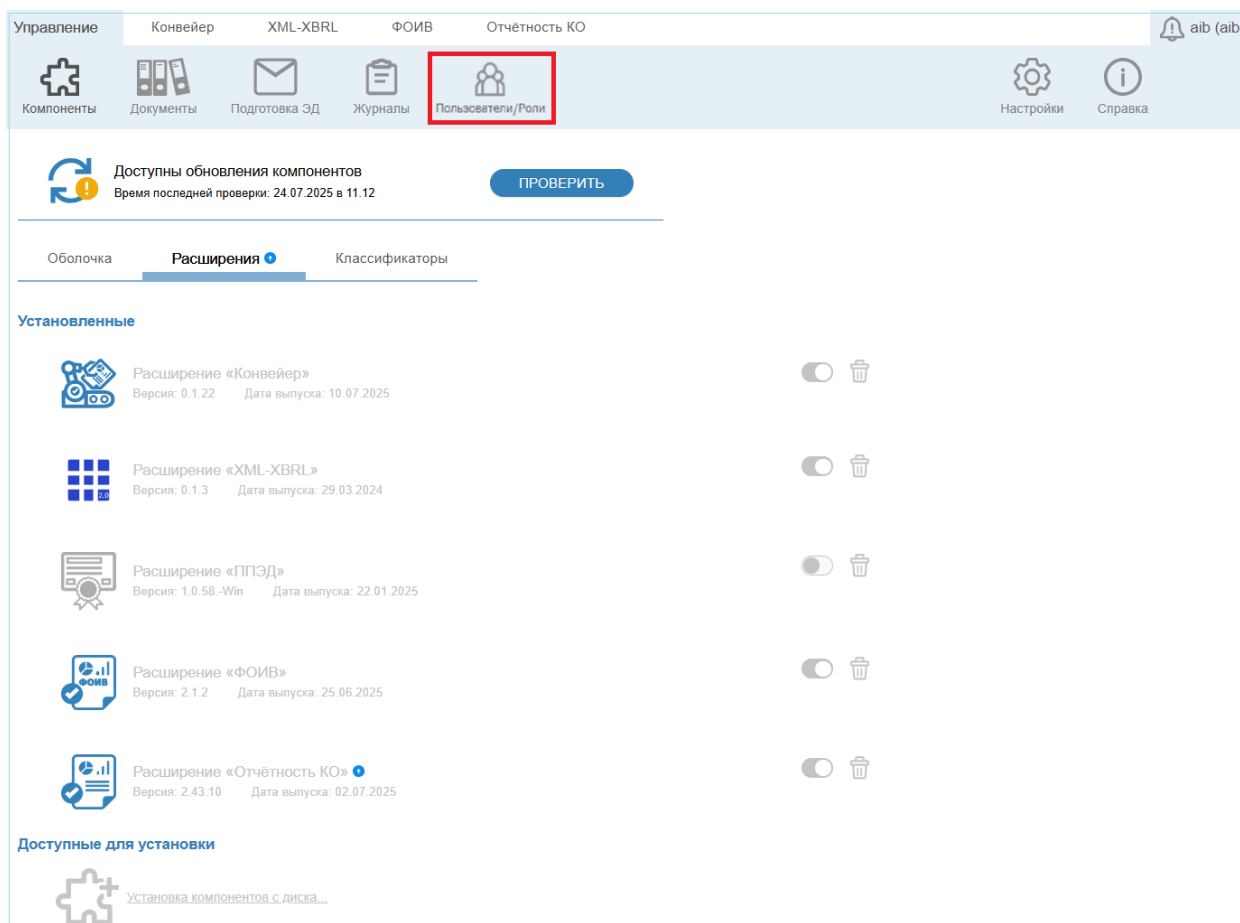 Управление Конвейер XML-XBRL ФОИВ Отчётность КО aib (aib
Компоненты Документы Подготовка ЭД Журналы Пользователи/Роли Настройки Справка
Доступны обновления компонентов
Время последней проверки: 24.07.2025 в 11.12
ПРОВЕРИТЬ
Оболочка Расширения Классификаторы
Установленные
Расширение «Конвейер»
Версия: 0.1.22 Дата выпуска: 10.07.2025
Расширение «XML-XBRL»
Версия: 0.1.3 Дата выпуска: 29.03.2024
2.0
Расширение «ППЭД»
Версия: 1.0.58.-Win Дата выпуска: 22.01.2025
ФОИВ
Расширение «ФОИВ»
Версия: 2.1.2 Дата выпуска: 25.06.2025
Расширение «Отчётность КО»
Версия: 2.43.10 Дата выпуска: 02.07.2025
Доступные для установки
Установка компонентов с диска...